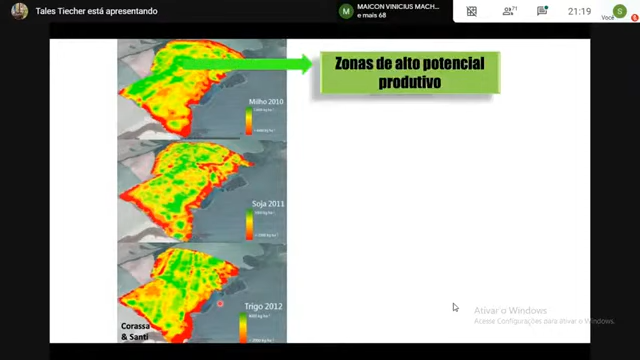 Tales Tiecher está apresentando
MAICON VINICIUS MACH...
e mais 68
71
21:19
Você
S
M
Zonas de alto potencial
produtivo
Milho 2010
Soja 2011
Trigo 2012
Corassa
& Santi
Ativar o Windows
Acesse Configurações para ativar o Windows.